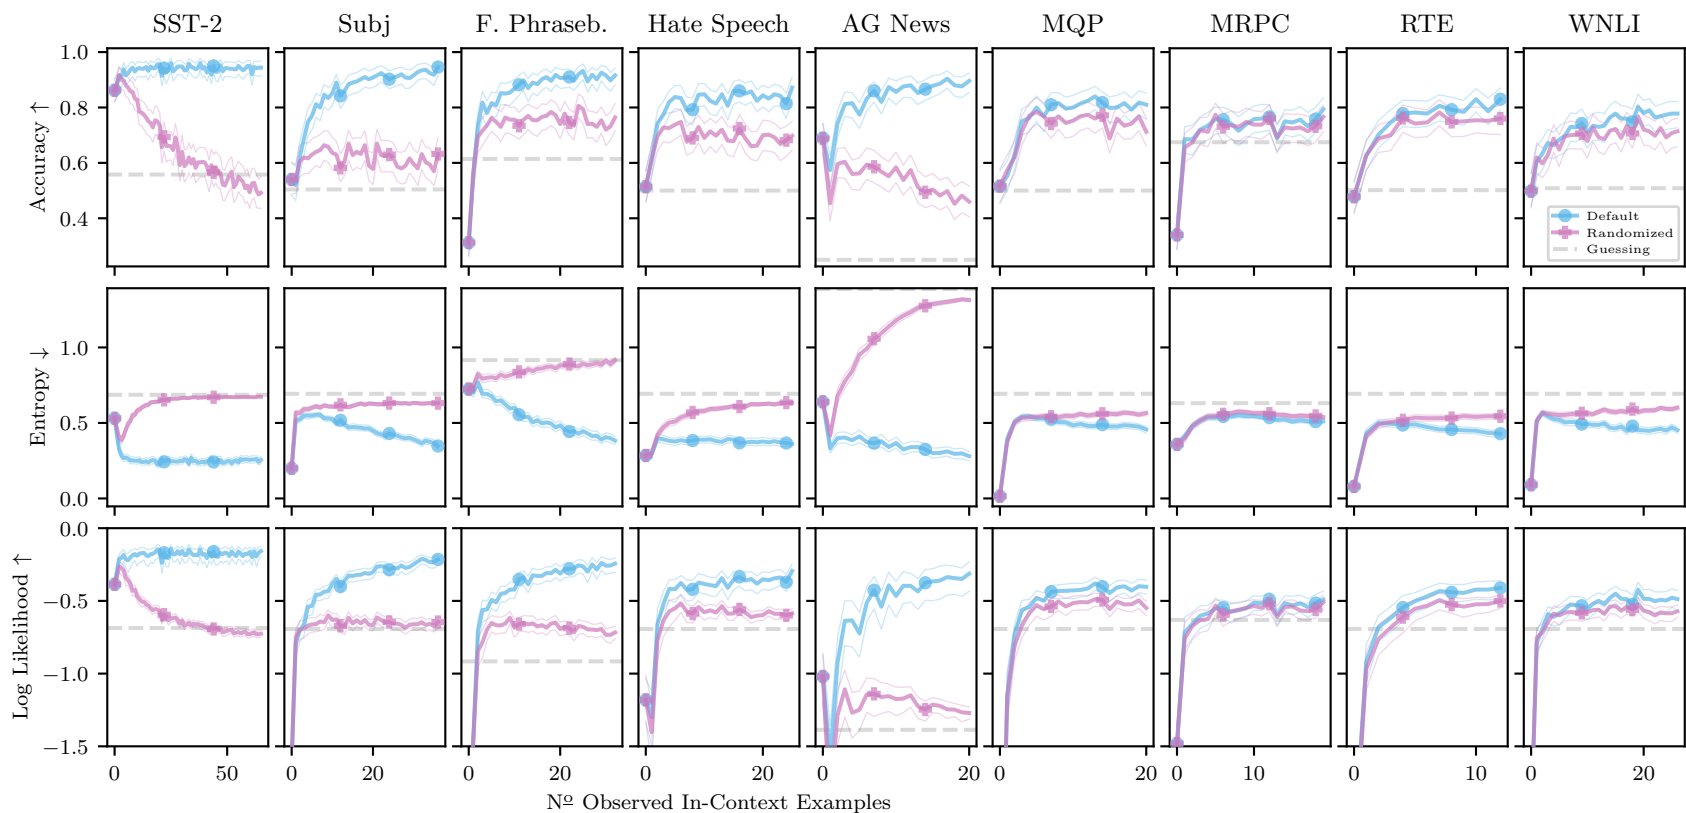 SST-2 Subj F. Phraseb. Hate Speech AG News MQP MRPC RTE WNLI
Accuracy ↑
1.0
0.8
0.6
0.4
Default
Randomized
Guessing
Entropy ↓
1.0
0.5
0.0
Log Likelihood ↑
0.0
−0.5
−1.0
−1.5
0 50 0 20 0 20 0 20 0 20 0 20 0 10 0 10 0 20
Nº Observed In-Context Examples